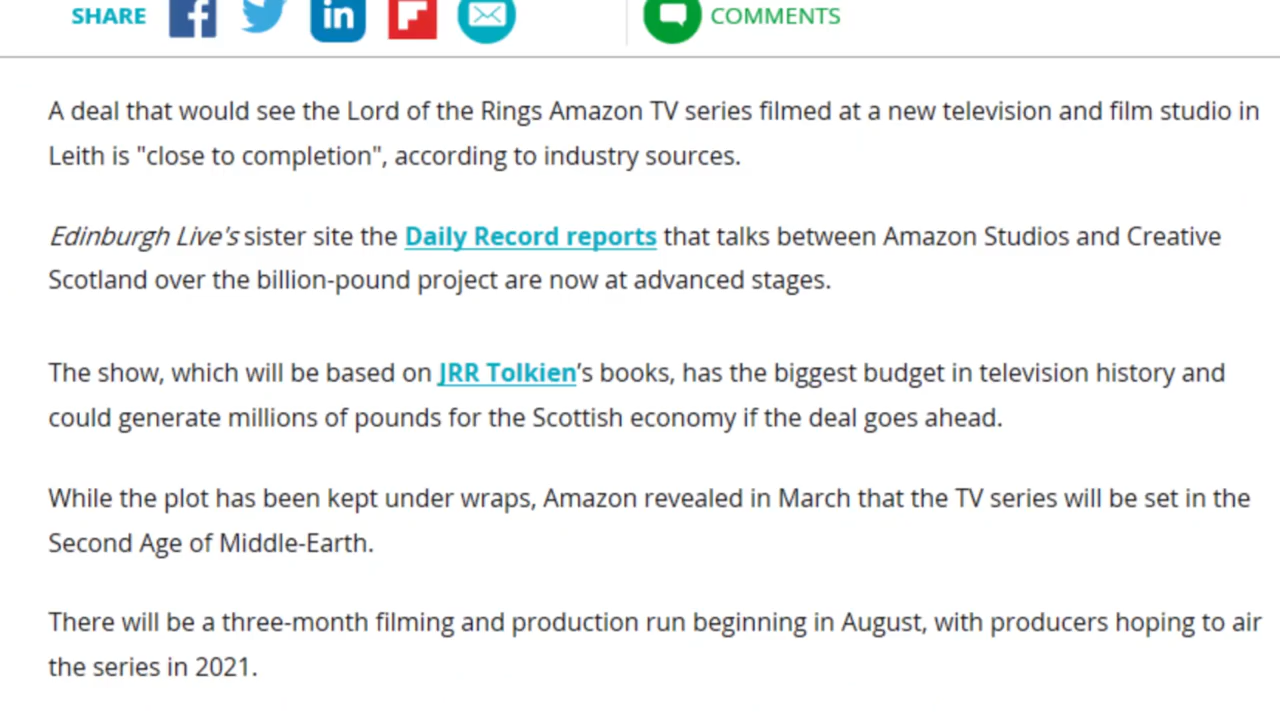 SHARE in COMMENTS
A deal that would see the Lord of the Rings Amazon TV series filmed at a new television and film studio in
Leith is "close to completion", according to industry sources.
Edinburgh Live's sister site the Daily Record reports that talks between Amazon Studios and Creative
Scotland over the billion-pound project are now at advanced stages.
The show, which will be based on JRR Tolkien's books, has the biggest budget in television history and
could generate millions of pounds for the Scottish economy if the deal goes ahead.
While the plot has been kept under wraps, Amazon revealed in March that the TV series will be set in the
Second Age of Middle-Earth.
There will be a three-month filming and production run beginning in August, with producers hoping to air
the series in 2021.